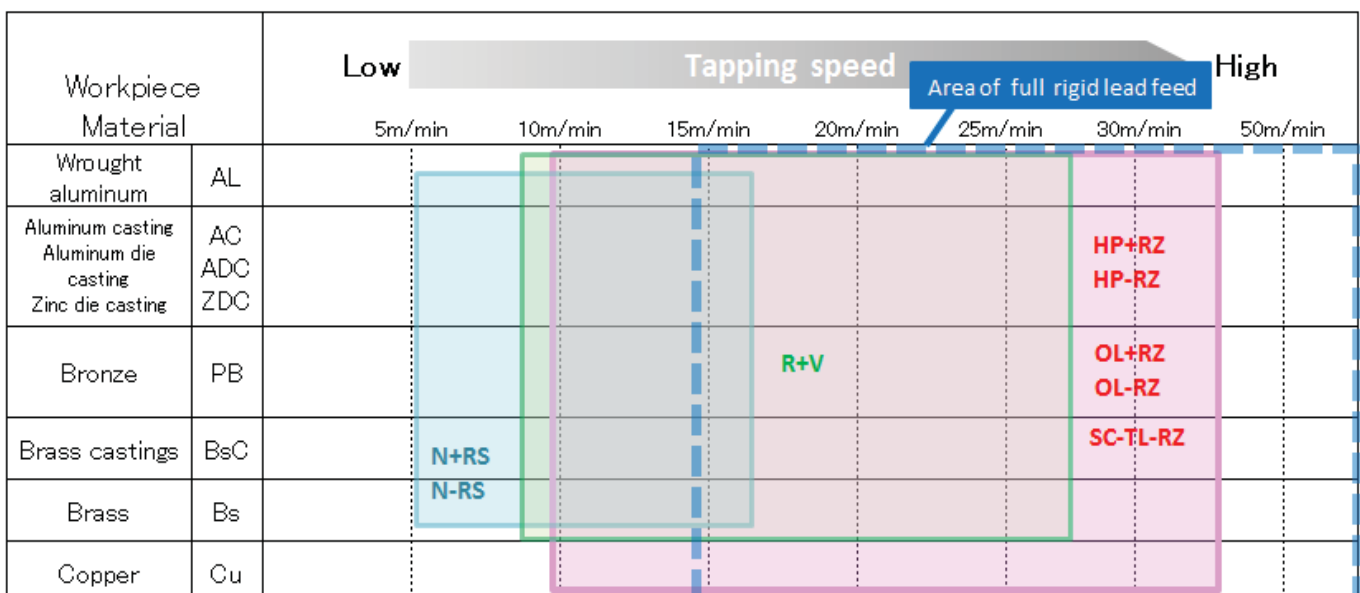 Workpiece
Material
Low
Tapping speed
High
Area of full rigid lead feed
5m/min 10m/min 15m/min 20m/min 25m/min 30m/min 50m/min
Wrought
aluminum
AL
Aluminum casting
Aluminum die
casting
Zinc die casting
AC
ADC
ZDC
HP+RZ
HP-RZ
Bronze
PB
R+V
OL+RZ
OL-RZ
Brass castings
BsC
N+RS
SC-TL-RZ
N-RS
Brass
Bs
Copper
Cu